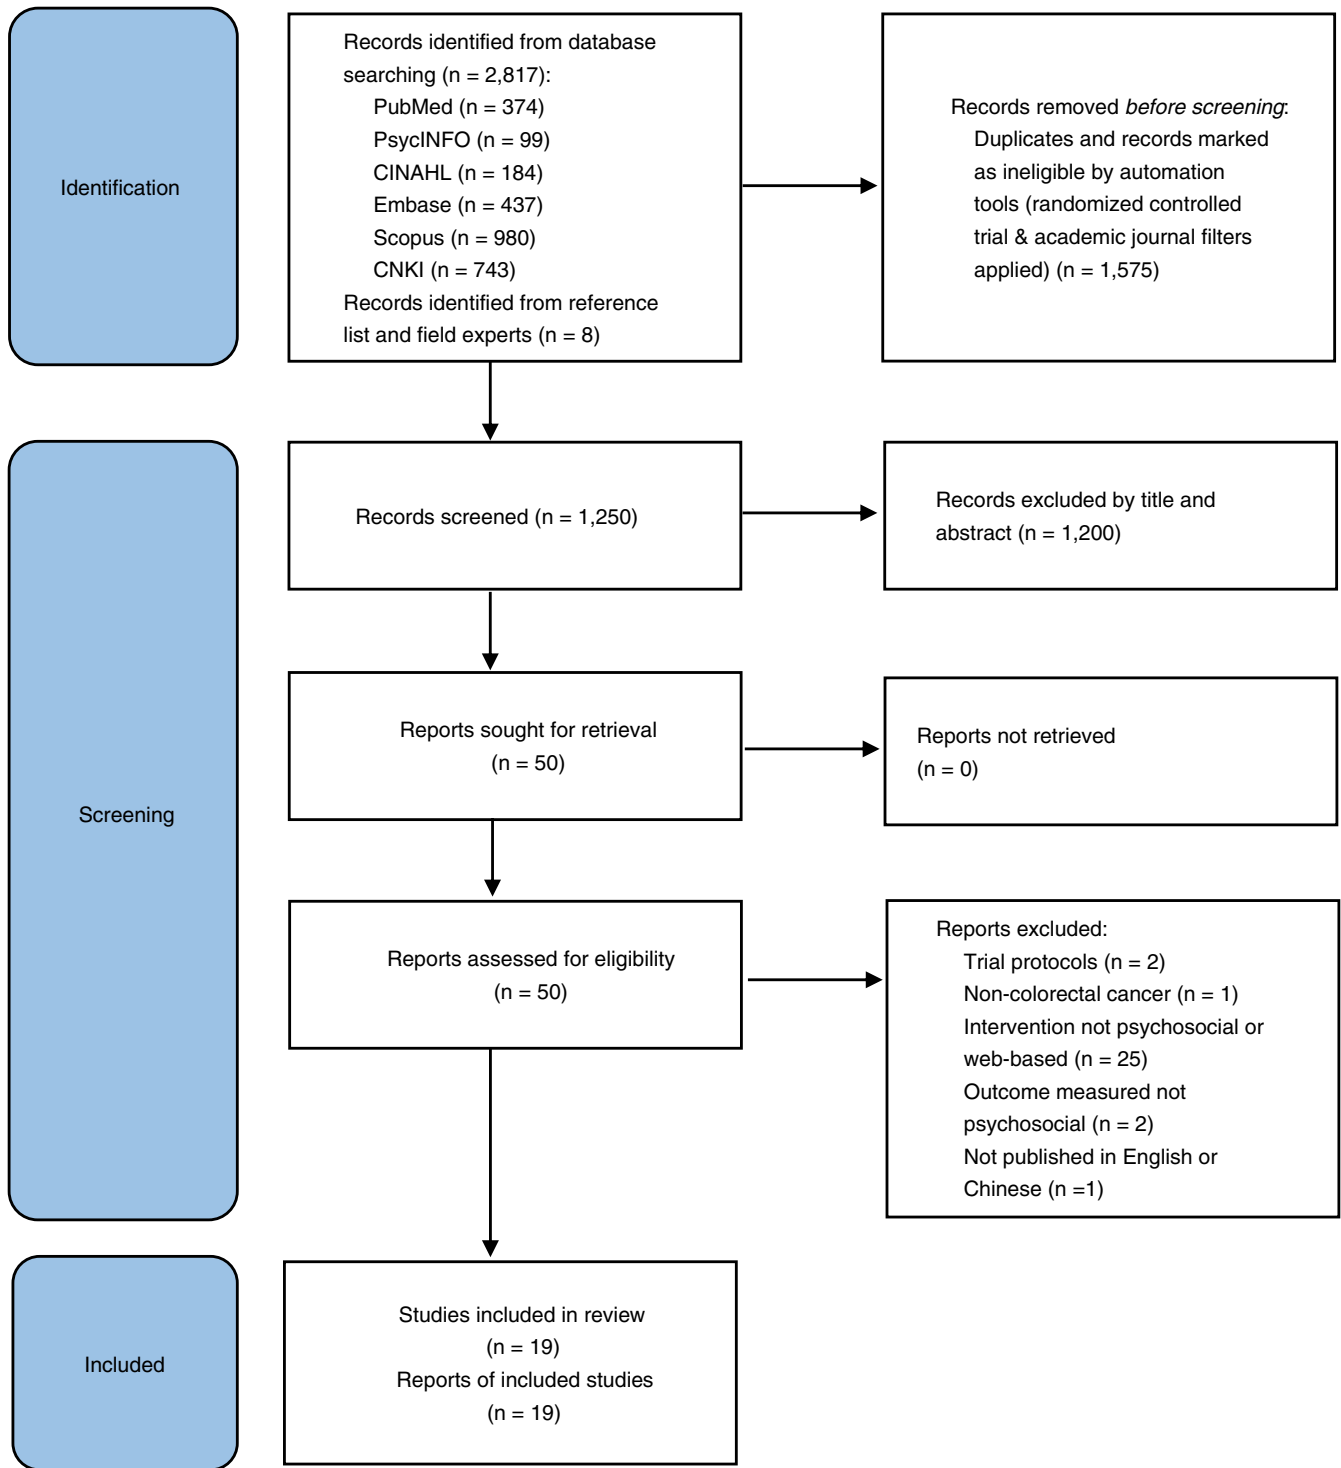 Identification
Records identified from database
searching (n = 2,817):
PubMed (n = 374)
PsycINFO (n = 99)
CINAHL (n = 184)
Embase (n = 437)
Scopus (n = 980)
CNKI (n = 743)
Records identified from reference
list and field experts (n = 8)
Records removed before screening:
Duplicates and records marked
as ineligible by automation
tools (randomized controlled
trial & academic journal filters
applied) (n = 1,575)
Screening
Records screened (n = 1,250)
Records excluded by title and
abstract (n = 1,200)
Reports sought for retrieval
(n = 50)
Reports not retrieved
(n = 0)
Reports assessed for eligibility
(n = 50)
Reports excluded:
Trial protocols (n = 2)
Non-colorectal cancer (n = 1)
Intervention not psychosocial or
web-based (n = 25)
Outcome measured not
psychosocial (n = 2)
Not published in English or
Chinese (n =1)
Included
Studies included in review
(n = 19)
Reports of included studies
(n = 19)